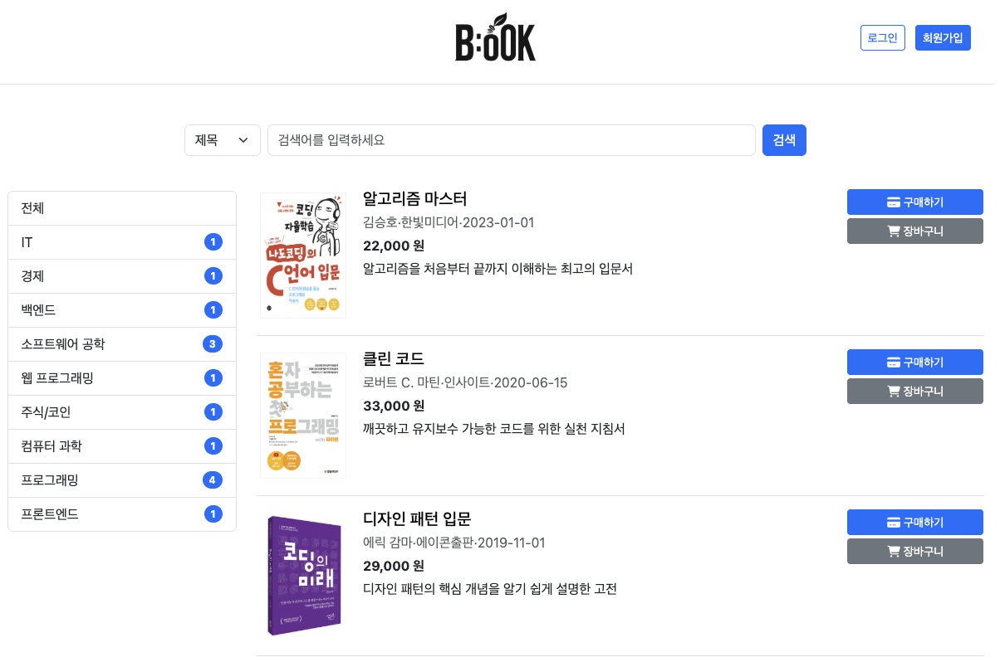 B:oOK
로그인
회원가입
제목
검색어를 입력하세요
검색
전체
IT 1
경제 1
백엔드 1
소프트웨어 공학 3
웹 프로그래밍 1
주식/코인 1
컴퓨터 과학 1
프로그래밍 4
프론트엔드 1
코딩
자율학습
나도코딩의
C 언어 입문
알고리즘 마스터
김승호·한빛미디어·2023-01-01
22,000 원
알고리즘을 처음부터 끝까지 이해하는 최고의 입문서
구매하기
장바구니
혼자
공부하는
첫
프로그래밍
with 파이썬
클린 코드
로버트 C. 마틴·인사이트·2020-06-15
33,000 원
깨끗하고 유지보수 가능한 코드를 위한 실천 지침서
구매하기
장바구니
코딩의
미래
디자인 패턴 입문
에릭 감마·에이콘출판·2019-11-01
29,000 원
디자인 패턴의 핵심 개념을 알기 쉽게 설명한 고전
구매하기
장바구니